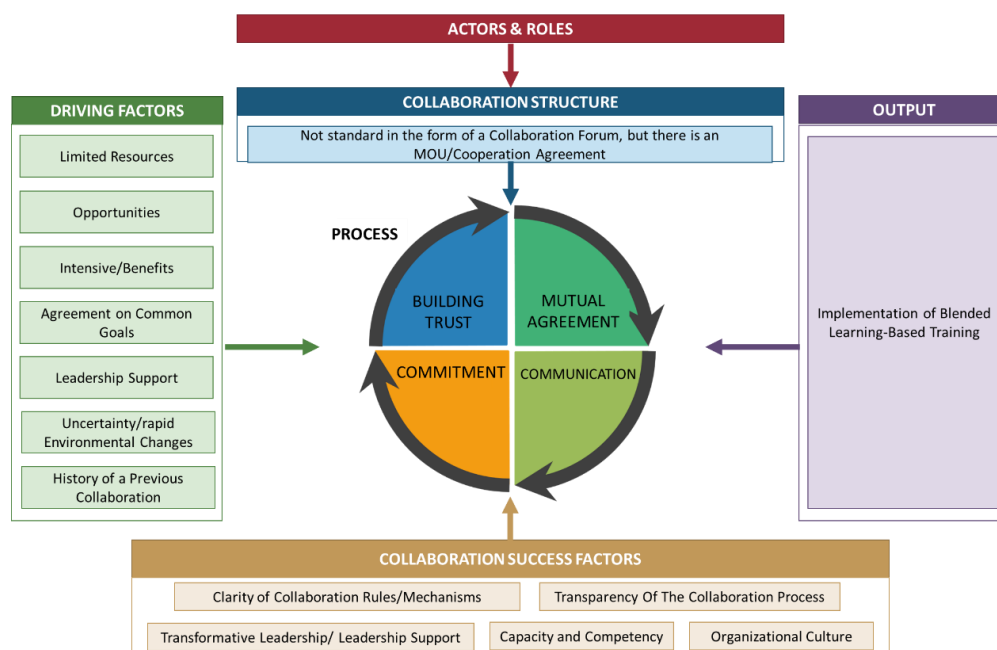 ACTORS & ROLES
DRIVING FACTORS
COLLABORATION STRUCTURE
OUTPUT
Not standard in the form of a Collaboration Forum, but there is an
MOU/Cooperation Agreement
Limited Resources
Opportunities
Intensive/Benefits
Agreement on Common
Goals
Leadership Support
Uncertainty/rapid
Environmental Changes
History of a Previous
Collaboration
PROCESS
BUILDING
TRUST
MUTUAL
AGREEMENT
COMMITMENT
COMMUNICATION
Implementation of Blended
Learning-Based Training
COLLABORATION SUCCESS FACTORS
Clarity of Collaboration Rules/Mechanisms
Transparency Of The Collaboration Process
Transformative Leadership/ Leadership Support
Capacity and Competency
Organizational Culture